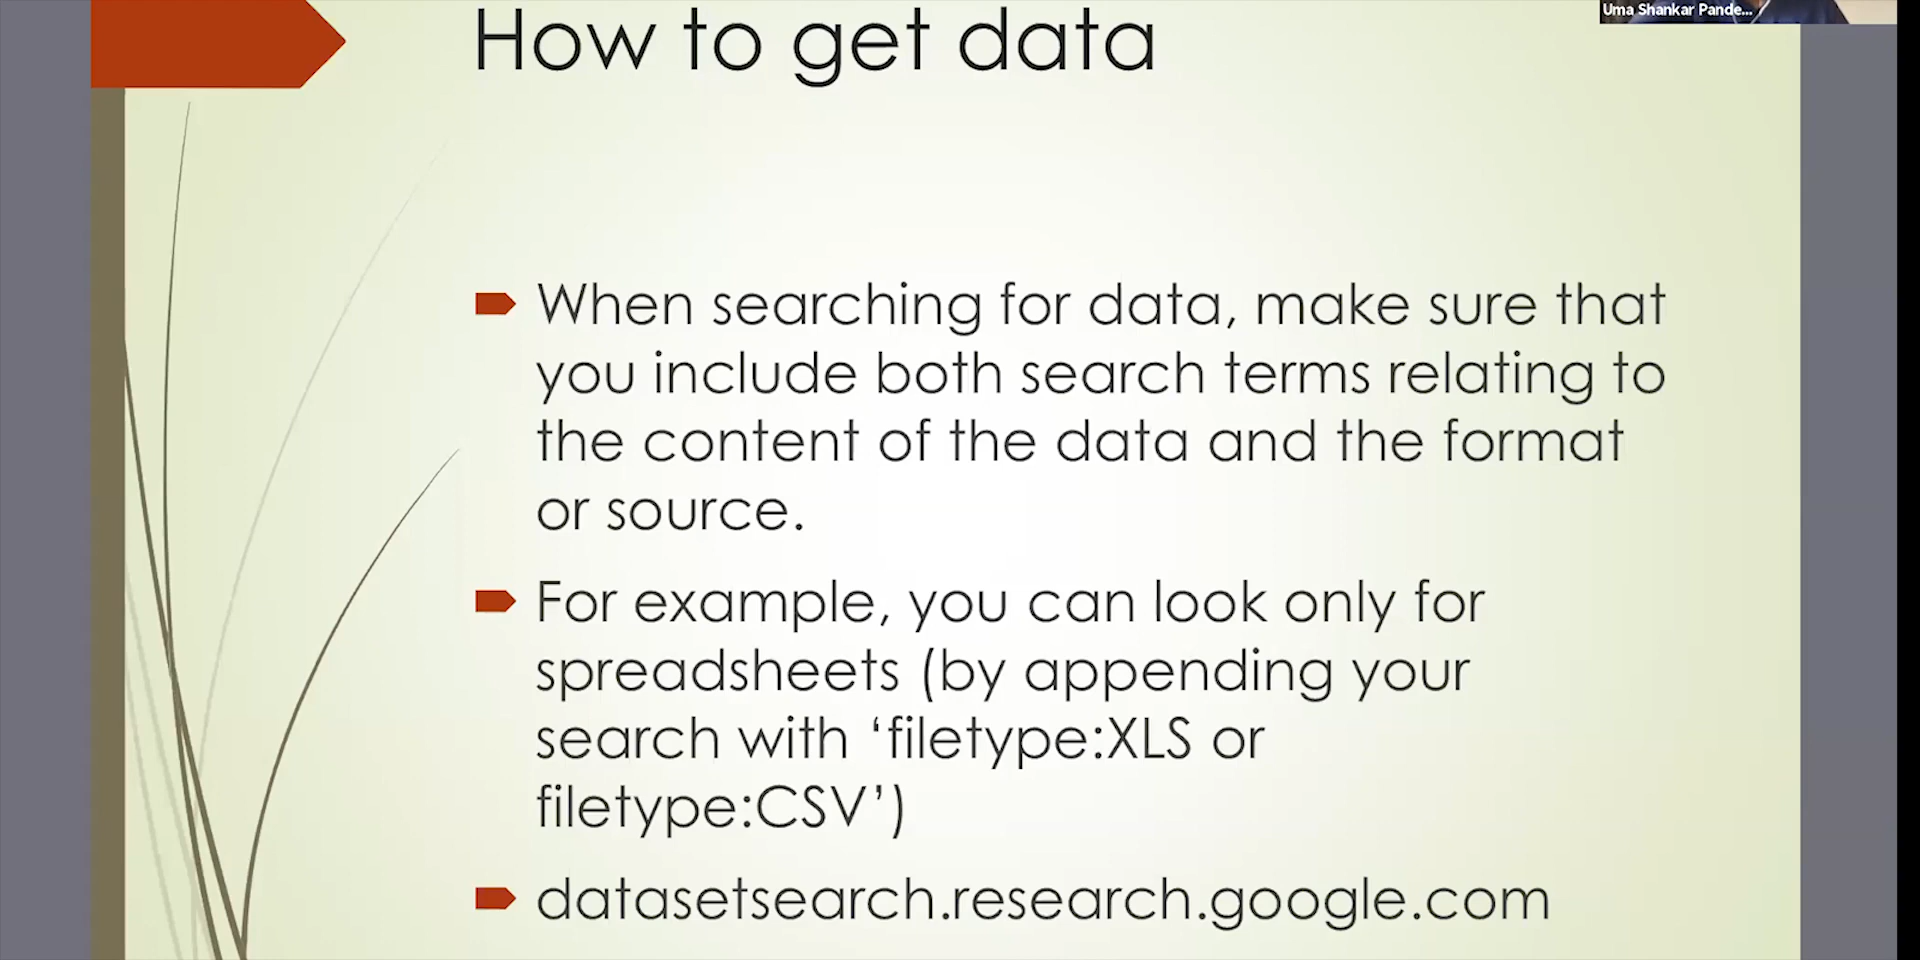 Uma Shankar Pande...
How to get data
When searching for data, make sure that
you include both search terms relating to
the content of the data and the format
or source.
For example, you can look only for
spreadsheets (by appending your
search with ‘filetype:XLS or
filetype:CSV’)
datasetsearch.research.google.com